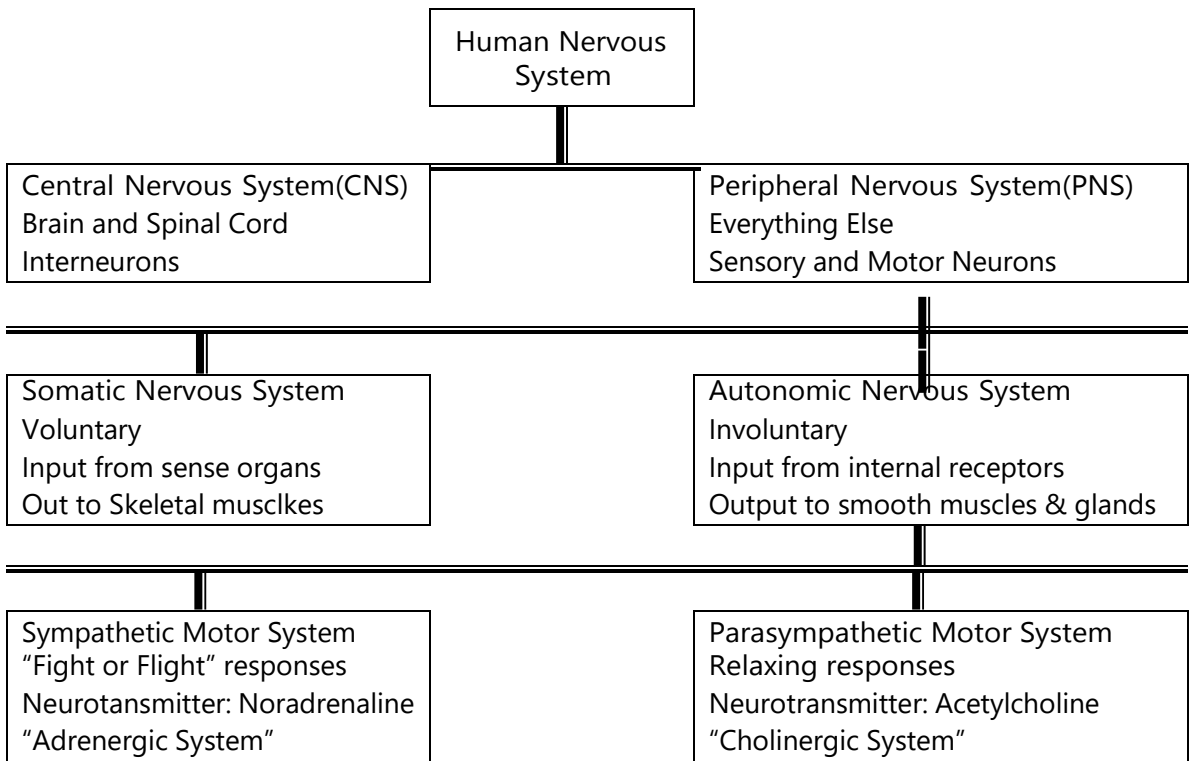 Human Nervous
System
Central Nervous System(CNS)
Brain and Spinal Cord
Interneurons
Peripheral Nervous System(PNS)
Everything Else
Sensory and Motor Neurons
Somatic Nervous System
Voluntary
Input from sense organs
Out to Skeletal musclkes
Autonomic Nervous System
Involuntary
Input from internal receptors
Output to smooth muscles & glands
Sympathetic Motor System
“Fight or Flight” responses
Neurotansmitter: Noradrenaline
“Adrenergic System”
Parasympathetic Motor System
Relaxing responses
Neurotransmitter: Acetylcholine
“Cholinergic System”